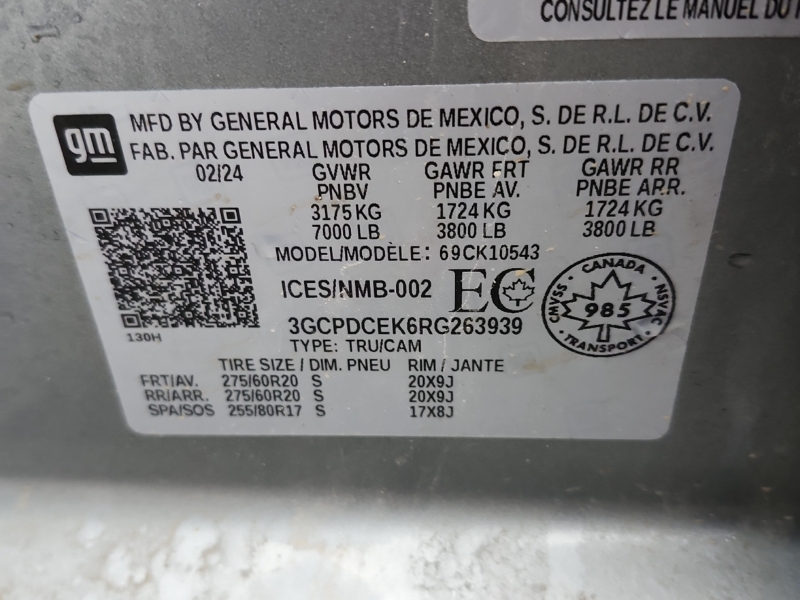 CONSULTEZ LE MANUEL DU
gm
MFD BY GENERAL MOTORS DE MEXICO, S. DE R.L. DE C.V.
FAB. PAR GENERAL MOTORS DE MEXICO, S. DE R.L. DE C.V.
02/24 GVWR GAWR FRT GAWR RR
PNBV PNBE AV. PNBE ARR.
3175 KG 1724 KG 1724 KG
7000 LB 3800 LB 3800 LB
MODEL/MODÈLE: 69CK10543
ICES/NMB-002 EC
CANADA
CMVSS 985 NSVAC
TRANSPORT
3GCPDCEK6RG263939
130H
TYPE: TRU/CAM
TIRE SIZE / DIM. PNEU RIM / JANTE
FRT/AV. 275/60R20 S 20X9J
RR/ARR. 275/60R20 S 20X9J
SPA/SOS 255/80R17 S 17X8J